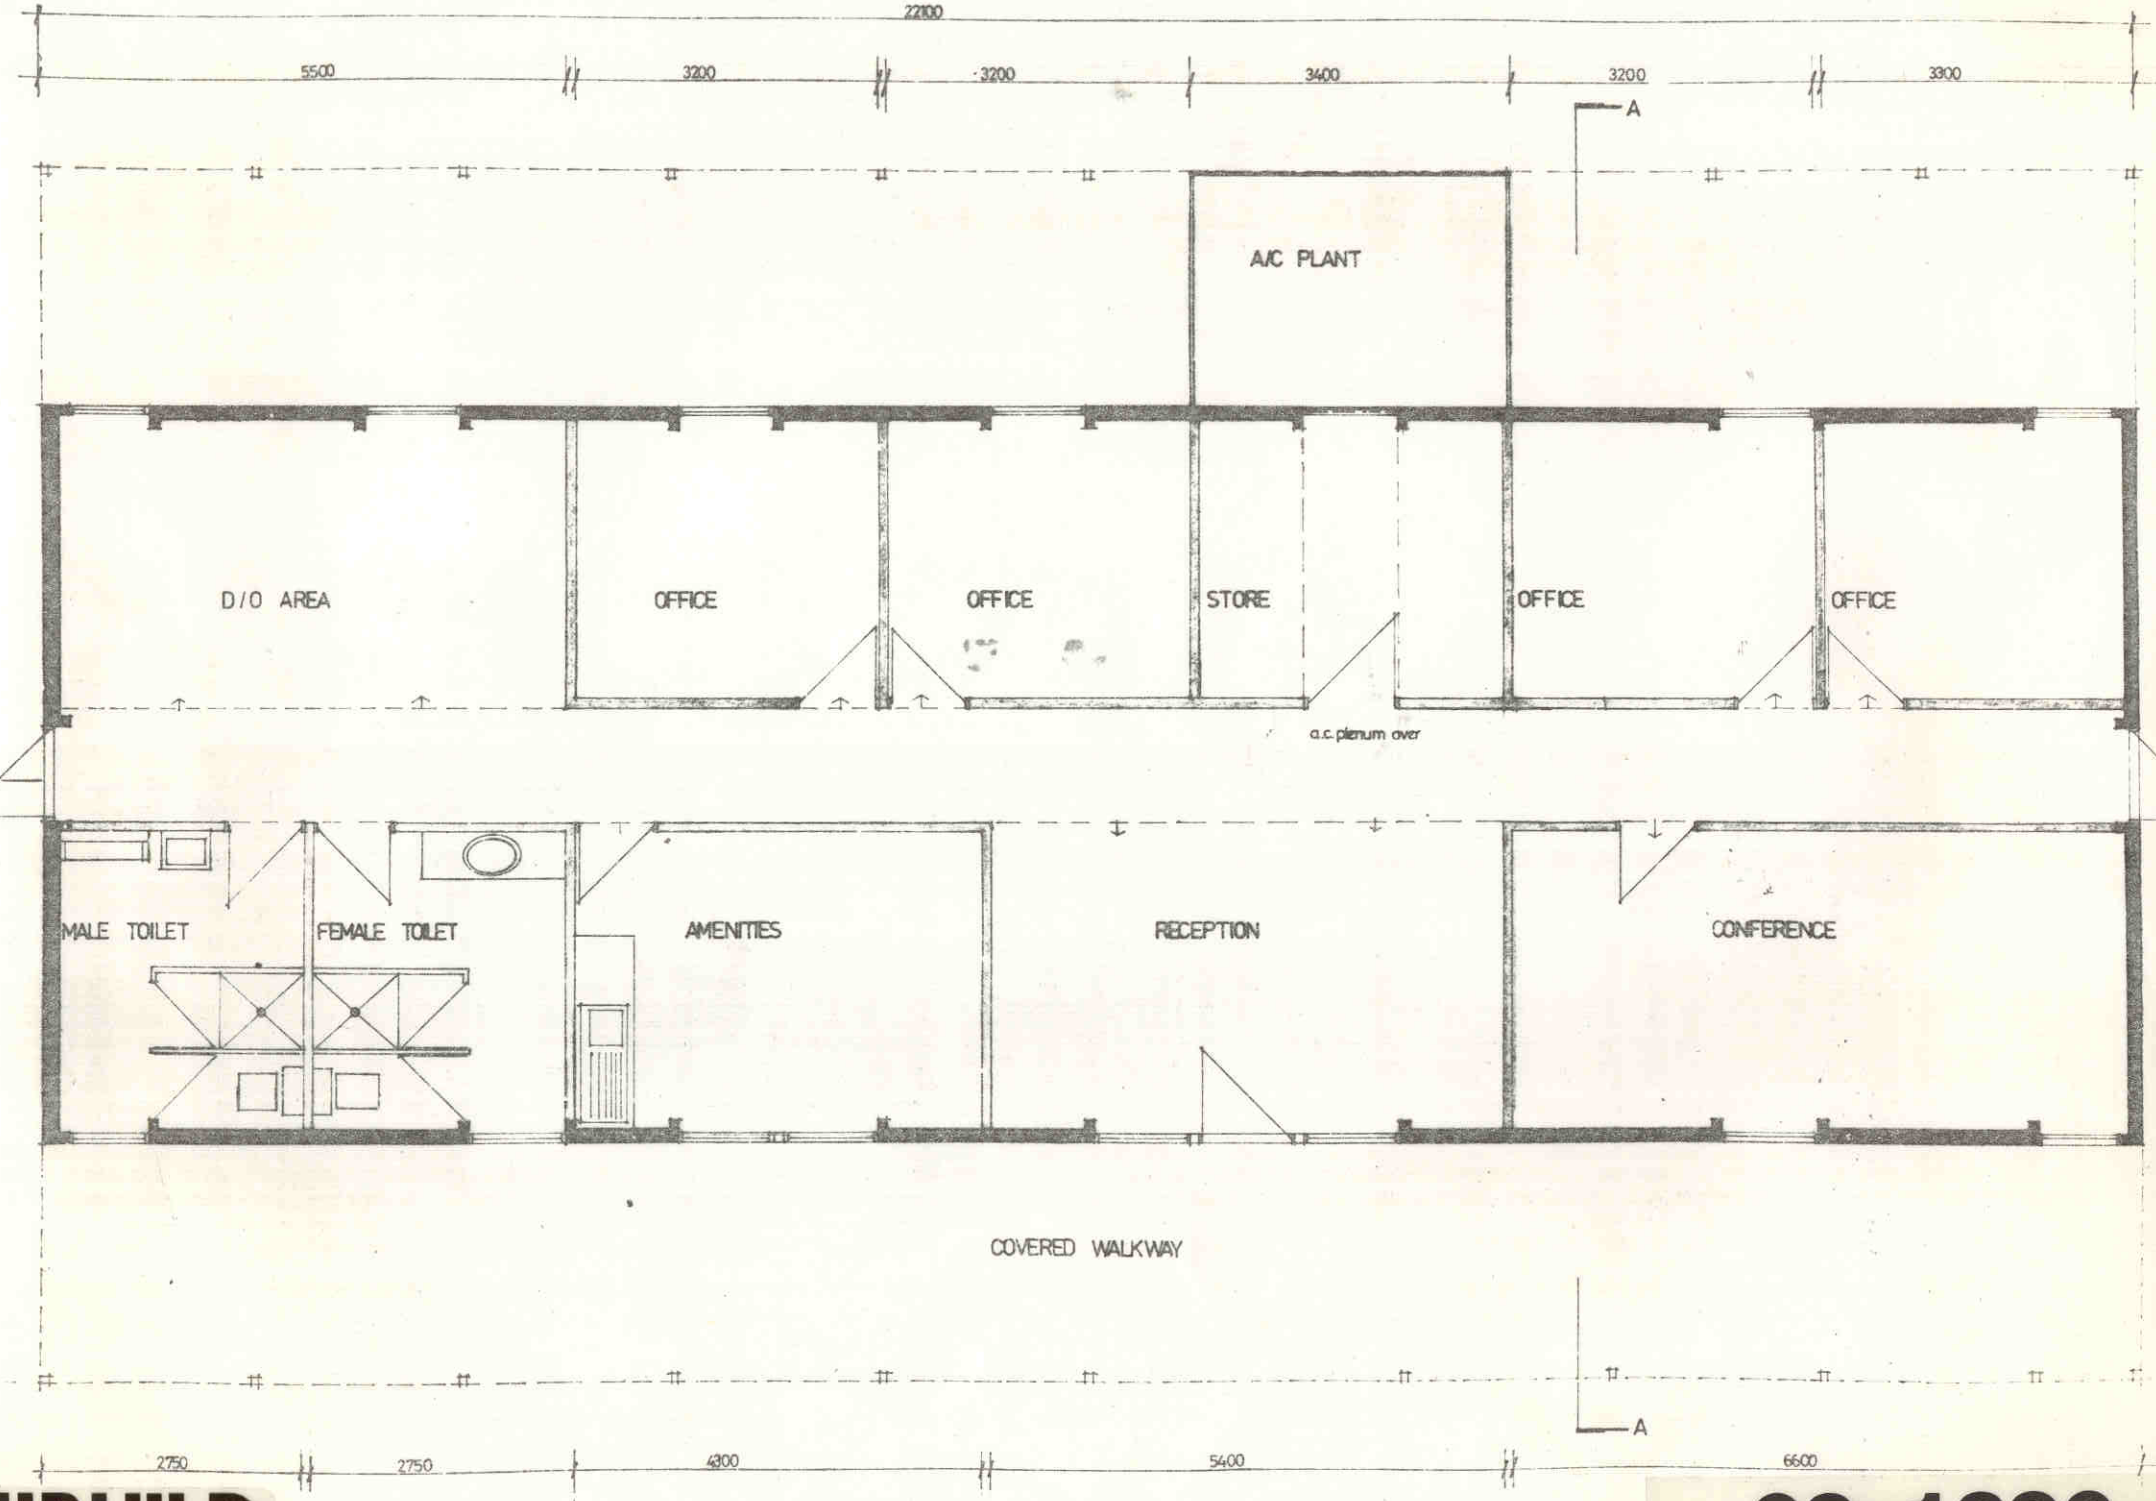 22100
5500 3200 3200 3400 3200 3300
A
A/C PLANT
D/O AREA OFFICE OFFICE STORE OFFICE OFFICE
a.c. plenum over
MALE TOILET FEMALE TOILET AMENITIES RECEPTION CONFERENCE
COVERED WALKWAY
A
2750 2750 4300 5400 6600